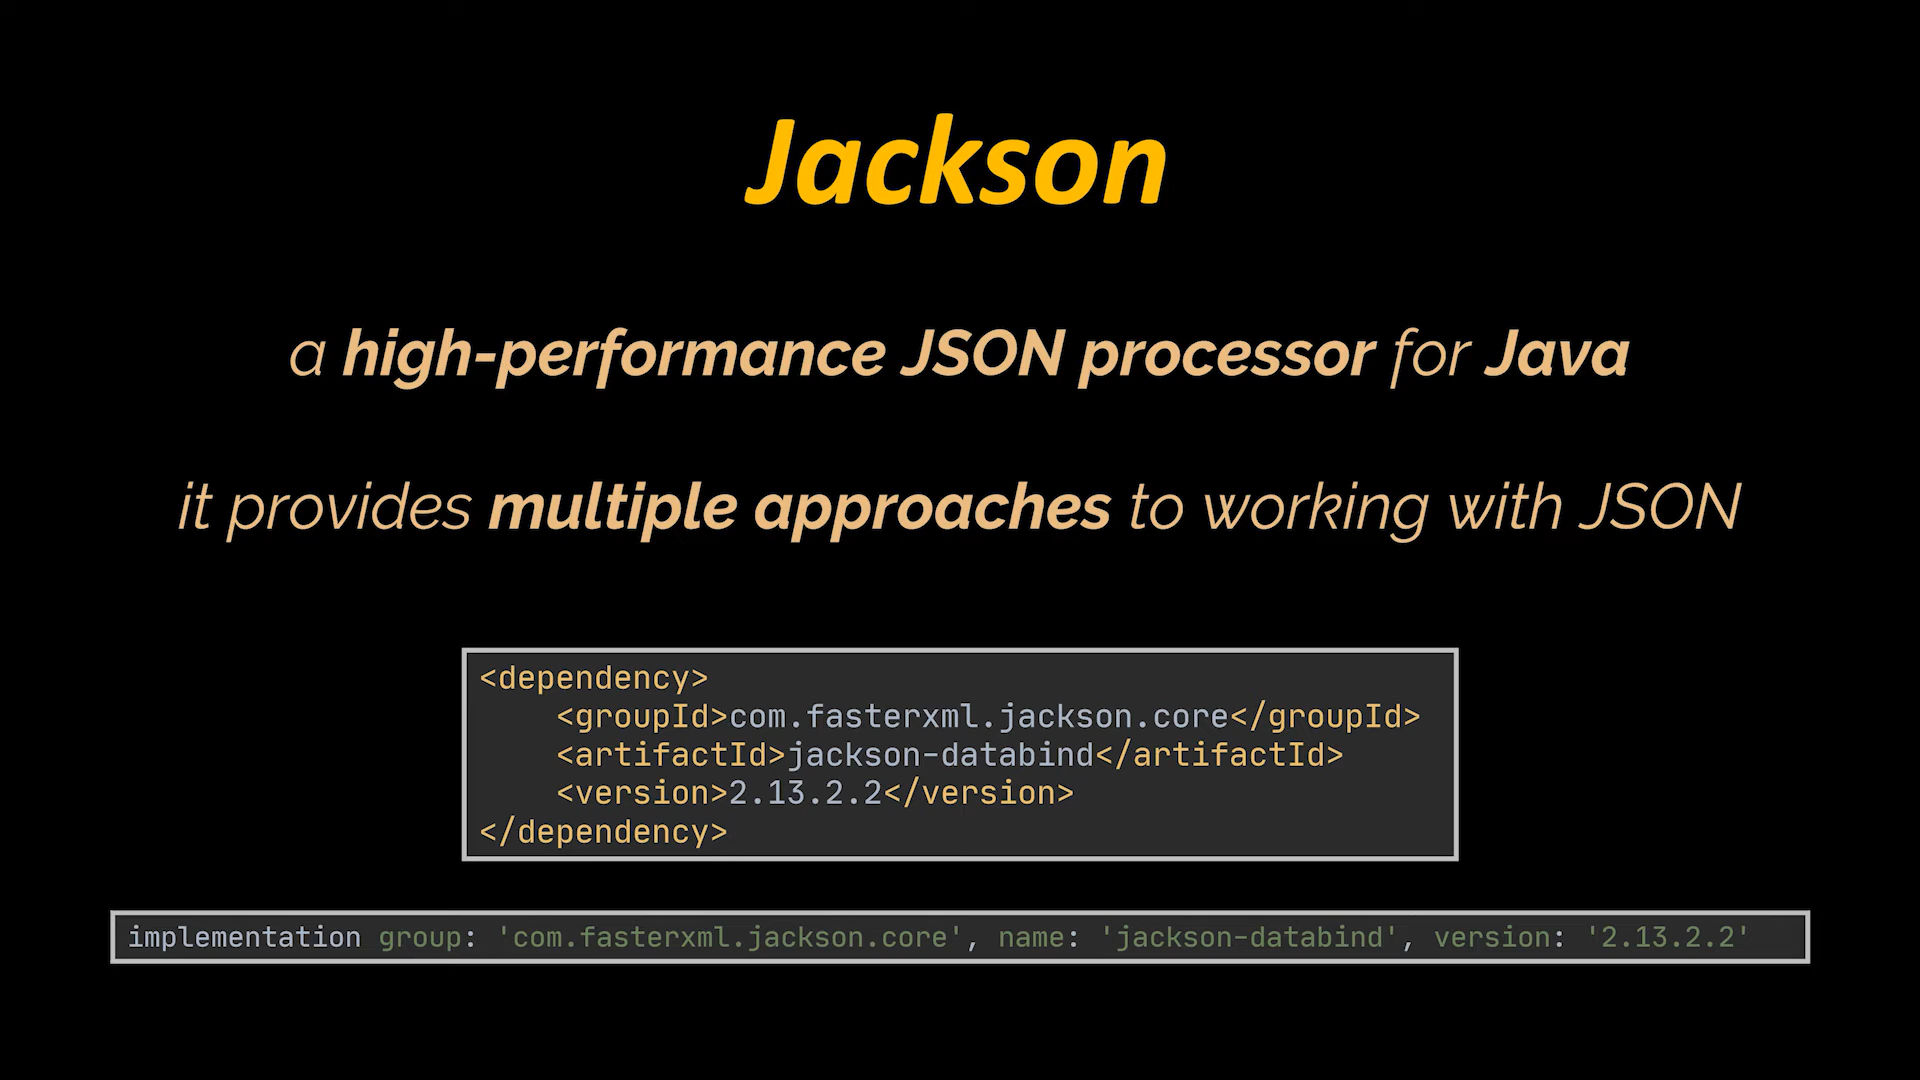 Jackson
a high-performance JSON processor for Java
it provides multiple approaches to working with JSON
<dependency>
    <groupId>com.fasterxml.jackson.core</groupId>
    <artifactId>jackson-databind</artifactId>
    <version>2.13.2.2</version>
</dependency>
implementation group: 'com.fasterxml.jackson.core', name: 'jackson-databind', version: '2.13.2.2'